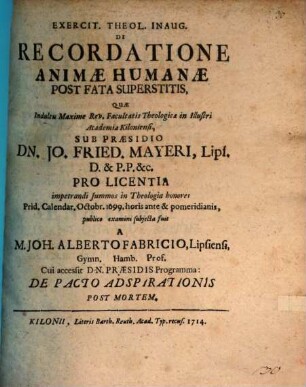 EXERCIT. THEOL. INAUG.
DE
RECORDATIONE
ANIMÆ HUMANÆ
POST FATA SUPERSTITIS,
QUÆ
Indultu Maxime Rev. Facultatis Theologicæ in Illustri
Academia Kiloniensi,
SUB PRÆSIDIO
DN. JO. FRIED. MAYERI, Lips.
D. & P.P. &c.
PRO LICENTIA
impetrandi summos in Theologia honores
Prid. Calendar. Octobr. 1699. horis ante & pomeridianis,
publico examini subjecta fuit
A
M. JOH. ALBERTO FABRICIO, Lipsiensi,
Gymn. Hamb. Prof.
Cui accessit DN. PRÆSIDIS Programma:
DE PACTO ADSPIRATIONIS
POST MORTEM.
KILONII, Literis Barth. Reuth. Acad. Typ. recus. 1714.